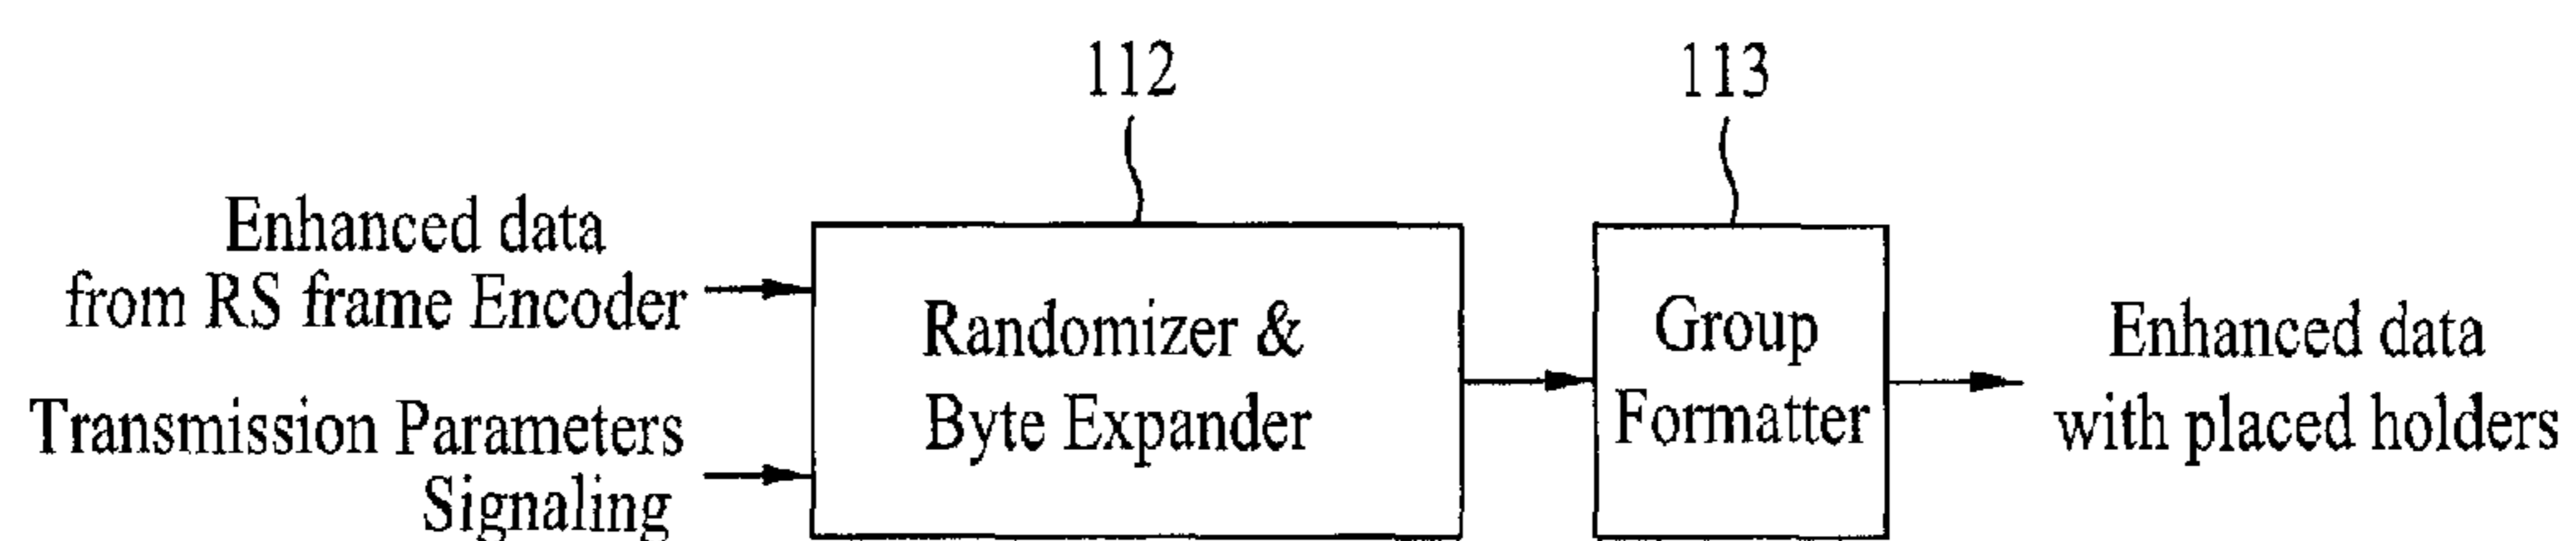 112
113
Enhanced data
from RS frame Encoder
Transmission Parameters
Signaling
Randomizer &
Byte Expander
Group
Formatter
Enhanced data
with placed holders